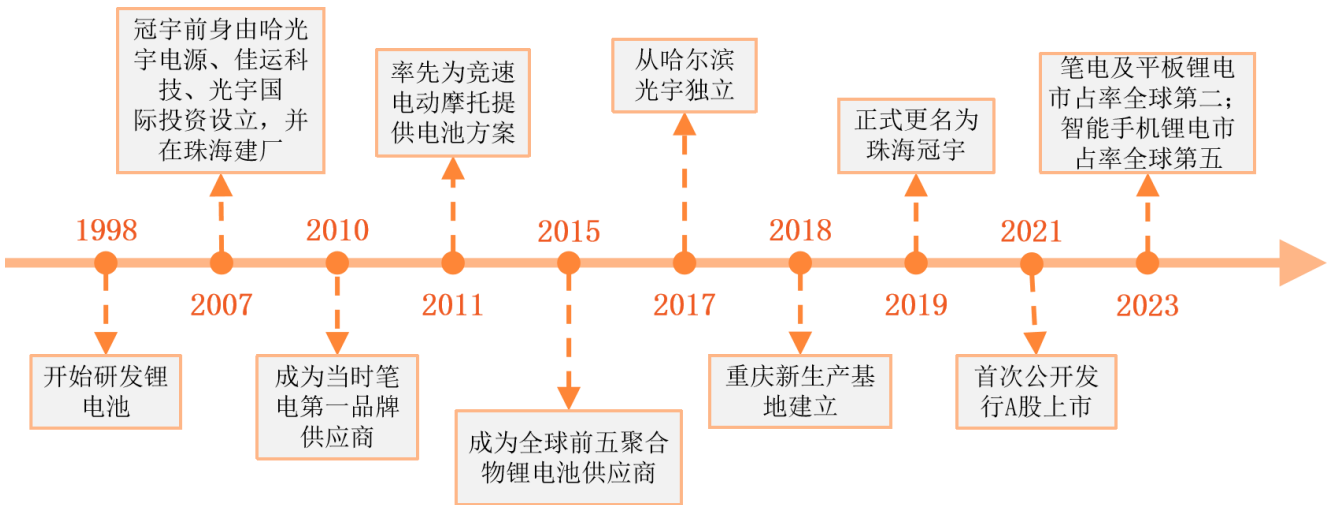 冠宇前身由哈光
宇电源、佳运科
技、光宇国
际投资设立，并
在珠海建厂
率先为竞速
电动摩托提
供电池方案
从哈尔滨
光宇独立
正式更名为
珠海冠宇
笔电及平板锂电
市占率全球第二；
智能手机锂电市
占率全球第五
1998
2010
2015
2018
2021
2007
2011
2017
2019
2023
开始研发锂
电池
成为当时笔
电第一品牌
供应商
成为全球前五聚合
物锂电池供应商
重庆新生产基
地建立
首次公开发
行A股上市